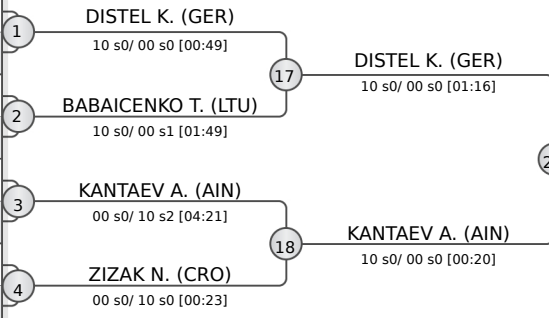 1
DISTEL K. (GER)
10 s0/ 00 s0 [00:49]
17
DISTEL K. (GER)
10 s0/ 00 s0 [01:16]
2
BABAICENKO T. (LTU)
10 s0/ 00 s1 [01:49]
3
KANTAEV A. (AIN)
00 s0/ 10 s2 [04:21]
18
KANTAEV A. (AIN)
10 s0/ 00 s0 [00:20]
4
ZIZAK N. (CRO)
00 s0/ 10 s0 [00:23]